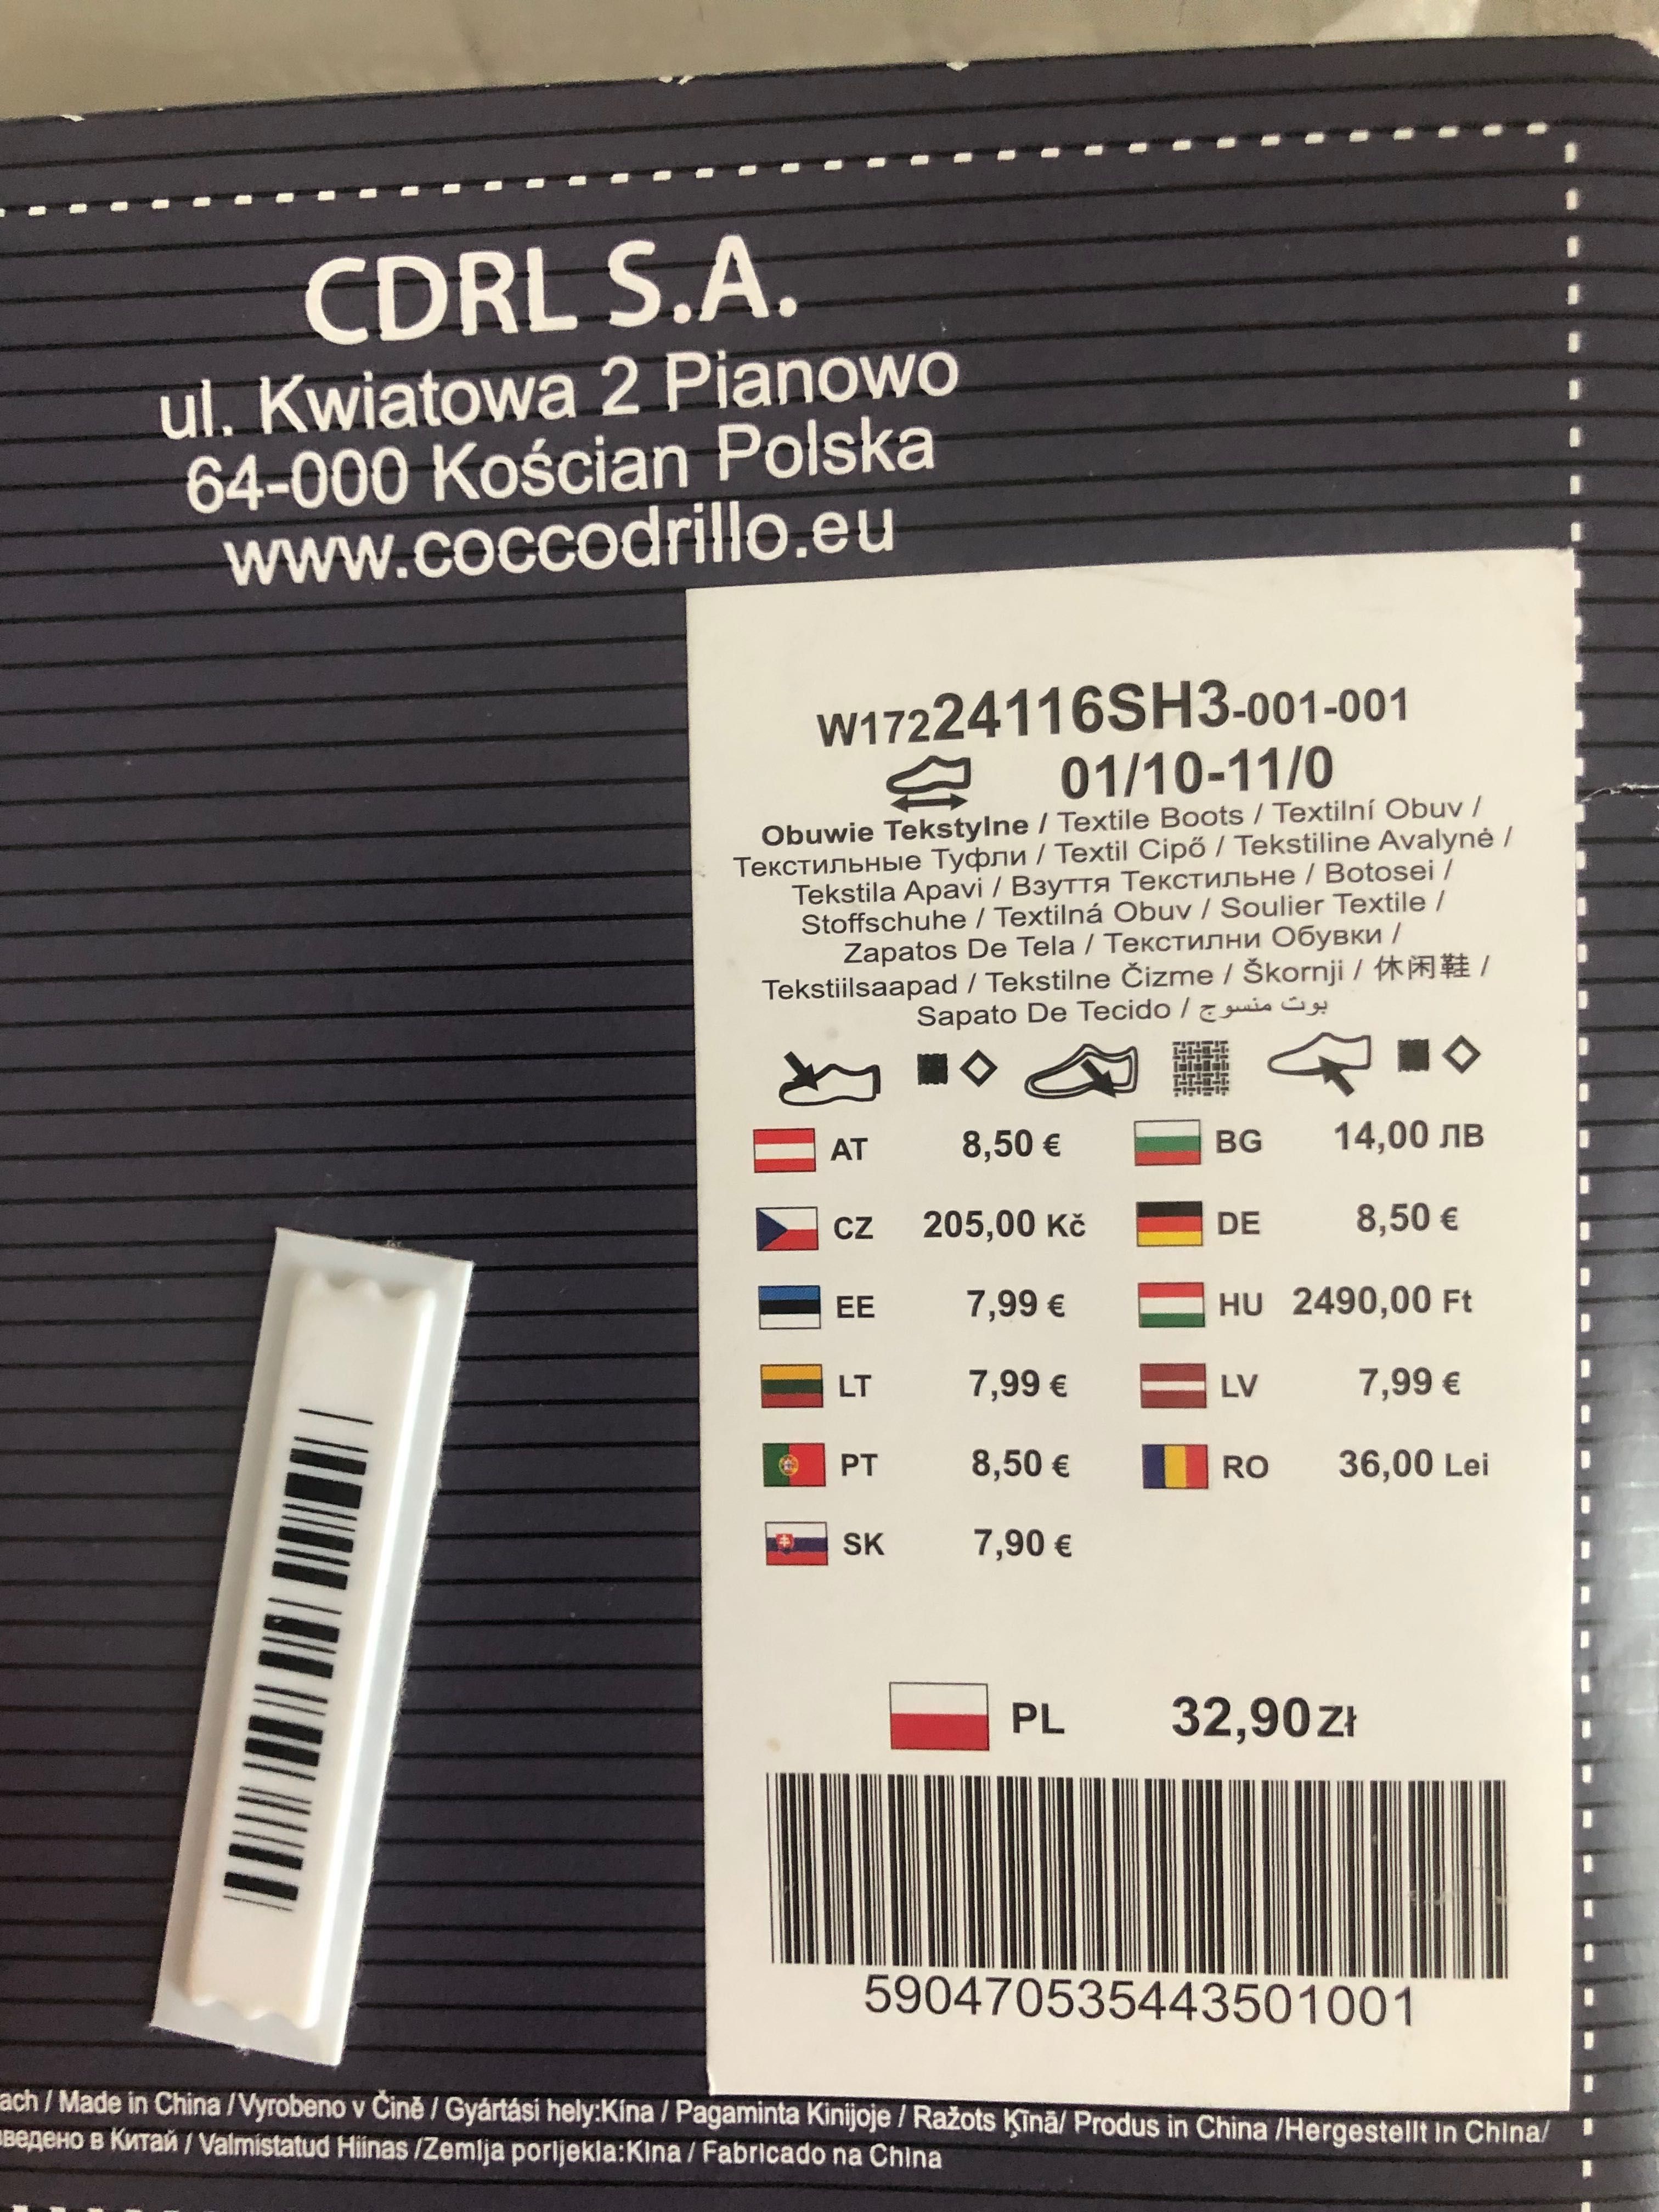 CDRL S.A.
ul. Kwiatowa 2 Pianowo
64-000 Kościan Polska
www.coccodrillo.eu
W17224116SH3-001-001
01/10-11/0
Obuwie Tekstylne / Textile Boots / Textilní Obuv /
Текстильные Туфли / Textil Cipő / Tekstiline Avalyné /
Tekstila Apavi / Взуття Текстильне / Botosei /
Stoffschuhe / Textilná Obuv / Soulier Textile /
Zapatos De Tela / Текстилни Обувки /
Tekstiilsaapad / Tekstilne Čizme / Škornji / 休闲鞋 /
Sapato De Tecido / بوت منسوج
AT 8,50 € BG 14,00 ЛВ
CZ 205,00 Kč DE 8,50 €
EE 7,99 € HU 2490,00 Ft
LT 7,99 € LV 7,99 €
PT 8,50 € RO 36,00 Lei
SK 7,90 €
PL 32,90 Zł
590470535443501001
ach / Made in China / Vyrobeno v Čině / Gyártási hely:Kína / Pagaminta Kinijoje / Ražots Ķīnā/ Produs in China /Hergestellt in China/
ведено в Китай / Valmistatud Hiinas /Zemlja porijekla:Kina / Fabricado na China